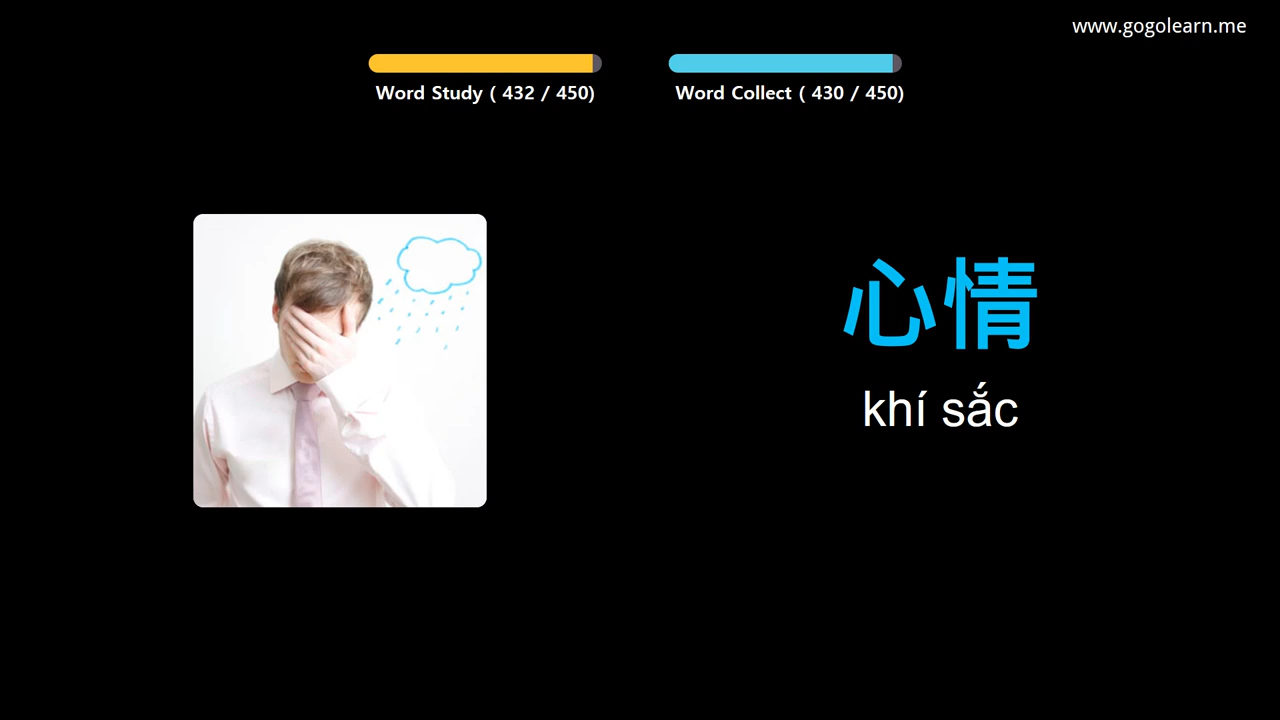 www.gogolearn.me
Word Study ( 432 / 450)
Word Collect ( 430 / 450)
心情
khí sắc